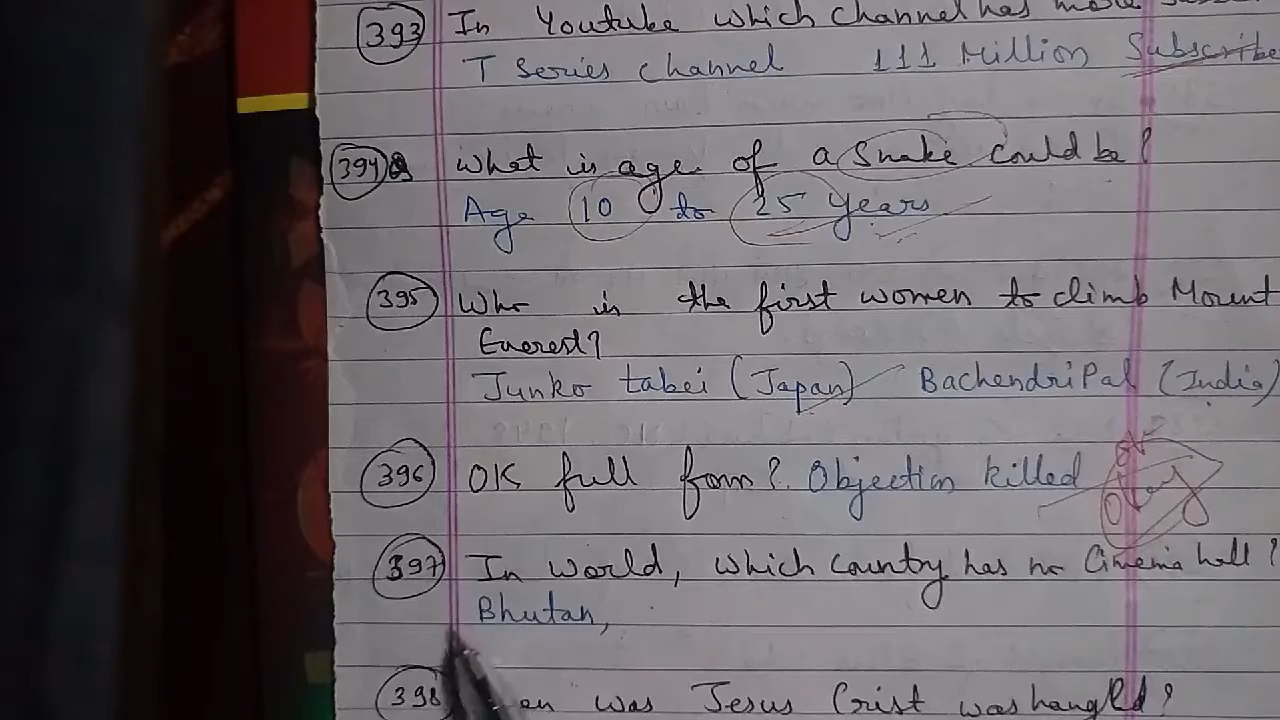 393 In Youtube which channel has more
T Series channel 111 Million Subscribe
394 What is age of a Snake could be?
Age 10 to 25 years
395 Who is the first women to climb Mount
Everest?
Junko tabei (Japan) Bachendri Pal (India)
396 OK full form? Objection killed Okay
397 In World, which country has no Cinema hall?
Bhutan,
398 was Jesus Crist was hangled?